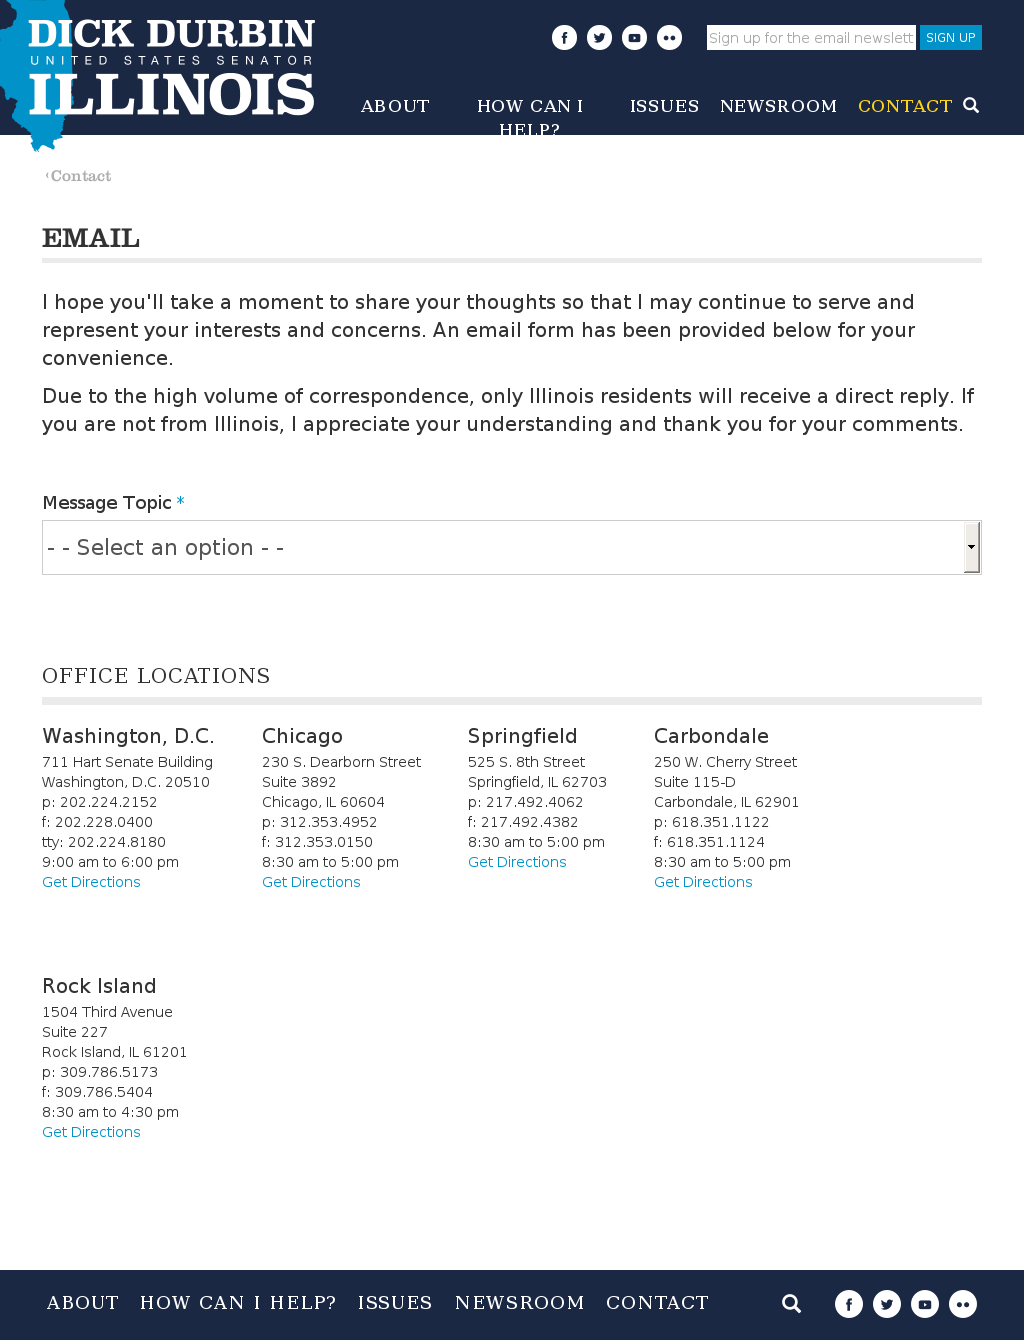 DICK DURBIN
UNITED STATES SENATOR
ILLINOIS
Sign up for the email newslett
SIGN UP
ABOUT
HOW CAN I
HELP?
ISSUES
NEWSROOM
CONTACT
‹Contact
EMAIL
I hope you'll take a moment to share your thoughts so that I may continue to serve and
represent your interests and concerns. An email form has been provided below for your
convenience.
Due to the high volume of correspondence, only Illinois residents will receive a direct reply. If
you are not from Illinois, I appreciate your understanding and thank you for your comments.
Message Topic *
- - Select an option - -
OFFICE LOCATIONS
Washington, D.C.
711 Hart Senate Building
Washington, D.C. 20510
p: 202.224.2152
f: 202.228.0400
tty: 202.224.8180
9:00 am to 6:00 pm
Get Directions
Chicago
230 S. Dearborn Street
Suite 3892
Chicago, IL 60604
p: 312.353.4952
f: 312.353.0150
8:30 am to 5:00 pm
Get Directions
Springfield
525 S. 8th Street
Springfield, IL 62703
p: 217.492.4062
f: 217.492.4382
8:30 am to 5:00 pm
Get Directions
Carbondale
250 W. Cherry Street
Suite 115-D
Carbondale, IL 62901
p: 618.351.1122
f: 618.351.1124
8:30 am to 5:00 pm
Get Directions
Rock Island
1504 Third Avenue
Suite 227
Rock Island, IL 61201
p: 309.786.5173
f: 309.786.5404
8:30 am to 4:30 pm
Get Directions
ABOUT HOW CAN I HELP? ISSUES NEWSROOM CONTACT